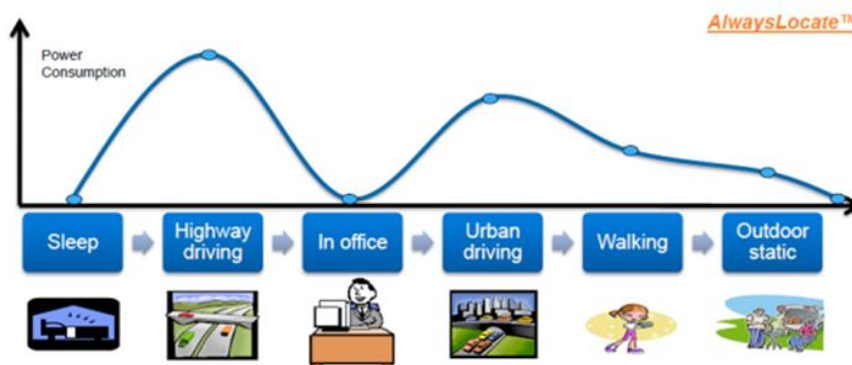 AlwaysLocate™
Power
Consumption
Sleep
Highway
driving
In office
Urban
driving
Walking
Outdoor
static